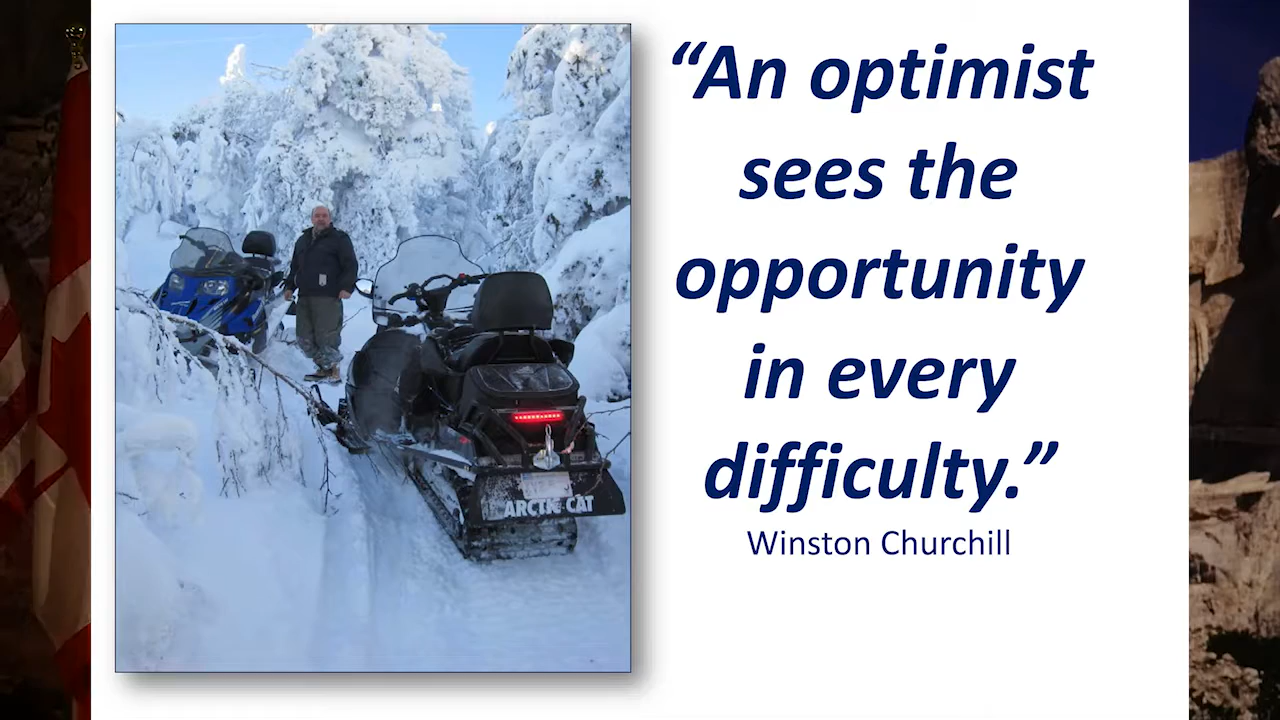 “An optimist
sees the
opportunity
in every
difficulty.”
Winston Churchill
ARCTIC CAT